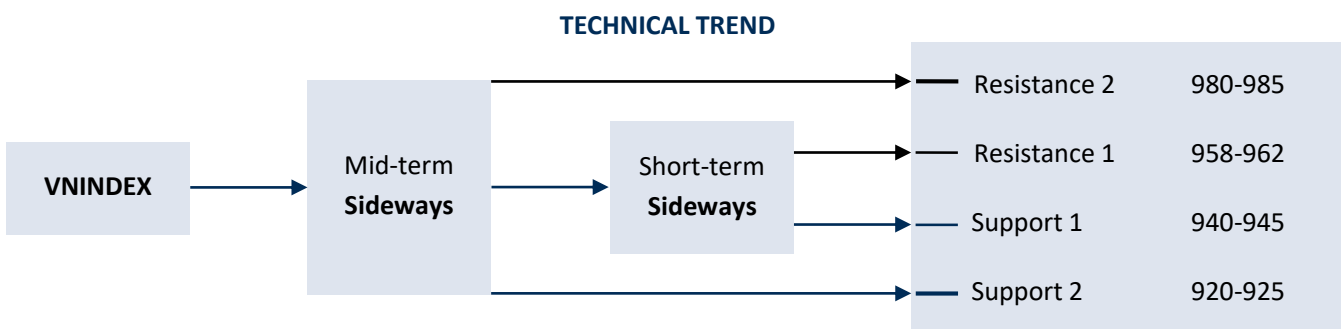 TECHNICAL TREND
VNINDEX
Mid-term
Sideways
Short-term
Sideways
Resistance 2 980-985
Resistance 1 958-962
Support 1 940-945
Support 2 920-925